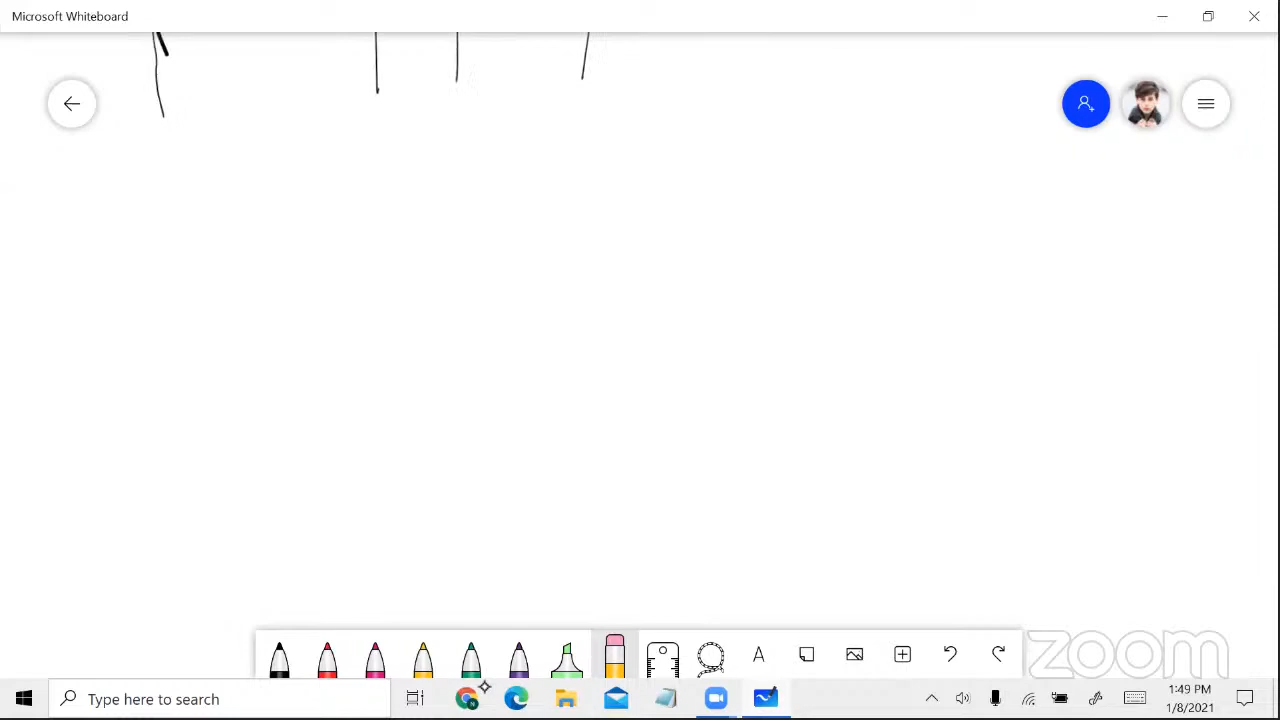 Microsoft Whiteboard
A
zoom
Type here to search
N
1:49 PM
1/8/2021